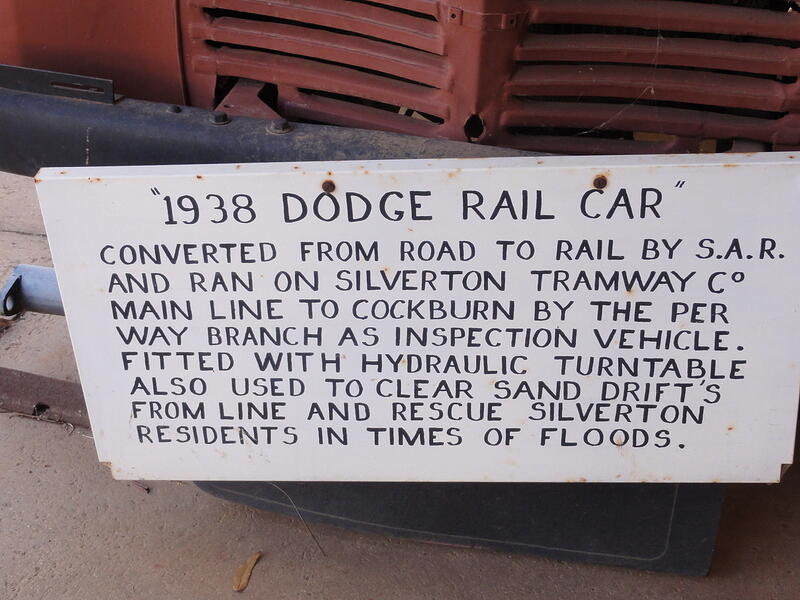 "1938 DODGE RAIL CAR"
CONVERTED FROM ROAD TO RAIL BY S.A.R.
AND RAN ON SILVERTON TRAMWAY Cº
MAIN LINE TO COCKBURN BY THE PER
WAY BRANCH AS INSPECTION VEHICLE.
FITTED WITH HYDRAULIC TURNTABLE
ALSO USED TO CLEAR SAND DRIFT'S
FROM LINE AND RESCUE SILVERTON
RESIDENTS IN TIMES OF FLOODS.